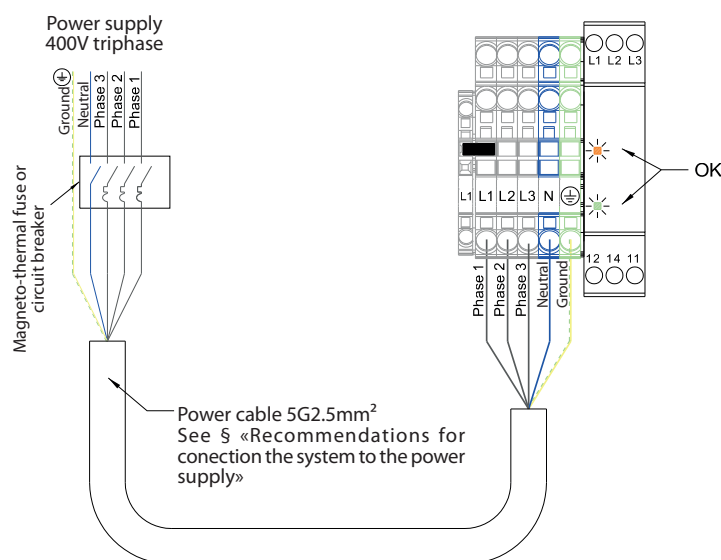 Power supply
400V triphase
Ground
Neutral
Phase 3
Phase 2
Phase 1
Magneto-thermal fuse or
circuit breaker
L1 L2 L3
OK
L1 L1 L2 L3 N
12 14 11
Phase 1
Phase 2
Phase 3
Neutral
Ground
Power cable 5G2.5mm²
See § «Recommendations for
conection the system to the power
supply»